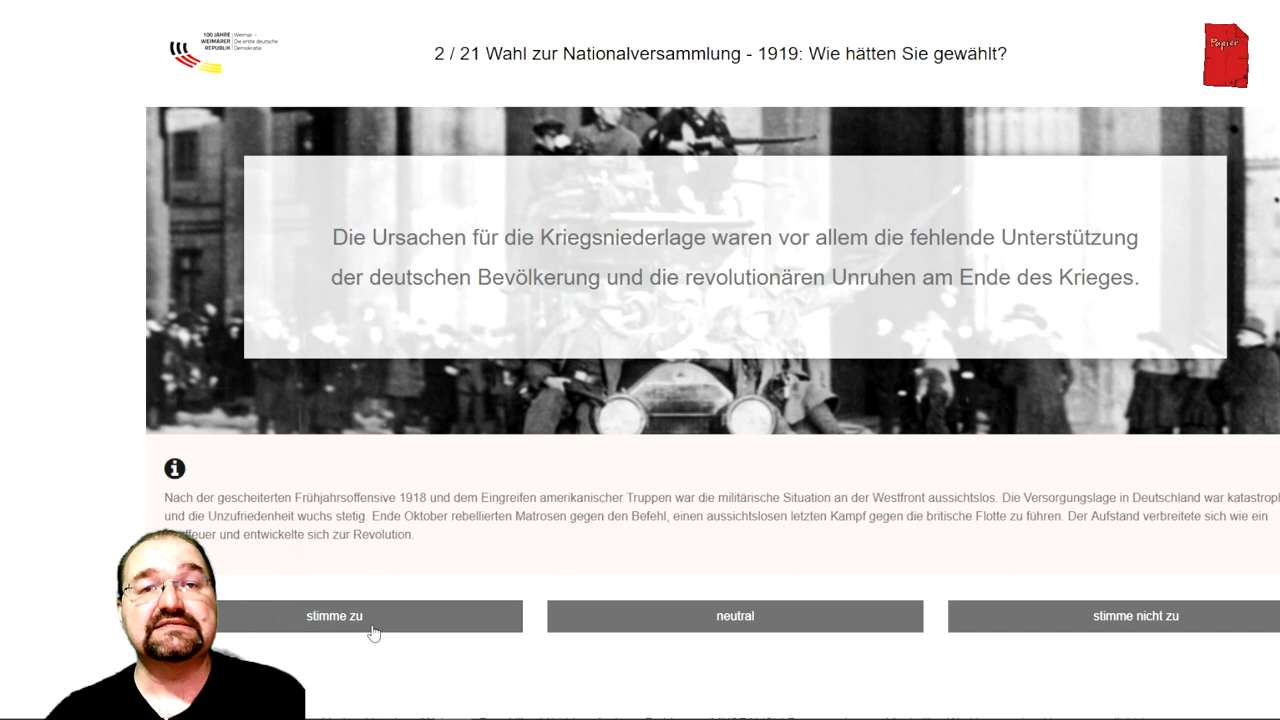 100 JAHRE
WEIMARER
REPUBLIK
Weimar –
Die erste deutsche
Demokratie
2 / 21 Wahl zur Nationalversammlung - 1919: Wie hätten Sie gewählt?
Papier
Die Ursachen für die Kriegsniederlage waren vor allem die fehlende Unterstützung
der deutschen Bevölkerung und die revolutionären Unruhen am Ende des Krieges.
Nach der gescheiterten Frühjahrsoffensive 1918 und dem Eingreifen amerikanischer Truppen war die militärische Situation an der Westfront aussichtslos. Die Versorgungslage in Deutschland war katastroph
und die Unzufriedenheit wuchs stetig. Ende Oktober rebellierten Matrosen gegen den Befehl, einen aussichtslosen letzten Kampf gegen die britische Flotte zu führen. Der Aufstand verbreitete sich wie ein
feuer und entwickelte sich zur Revolution.
stimme zu
neutral
stimme nicht zu